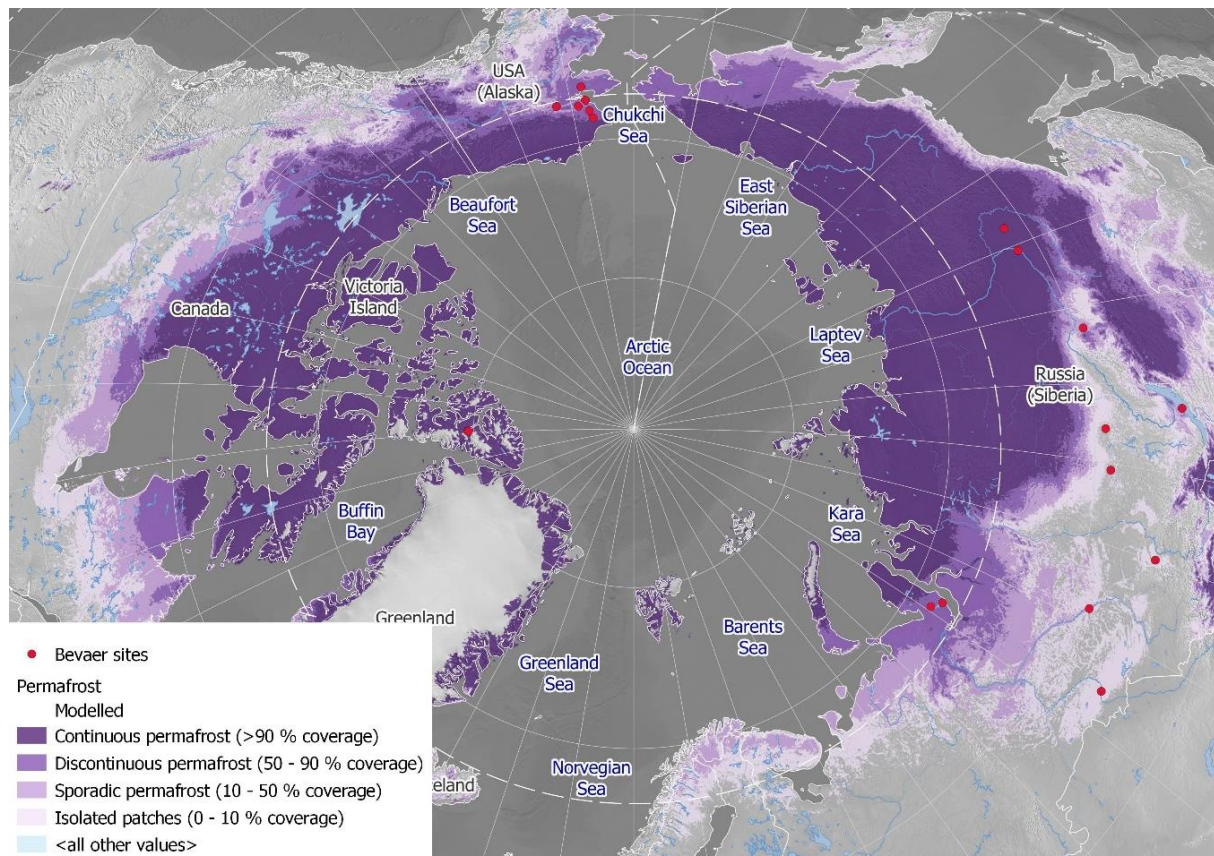 USA
(Alaska)
Chukchi
Sea
Beaufort
Sea
East
Siberian
Sea
Victoria
Island
Canada
Laptev
Sea
Arctic
Ocean
Russia
(Siberia)
Buffin
Bay
Kara
Sea
Greenland
Barents
Sea
Greenland
Sea
Norwegian
Sea
eland
Bevaer sites
Permafrost
Modelled
Continuous permafrost (>90 % coverage)
Discontinuous permafrost (50 - 90 % coverage)
Sporadic permafrost (10 - 50 % coverage)
Isolated patches (0 - 10 % coverage)
<all other values>